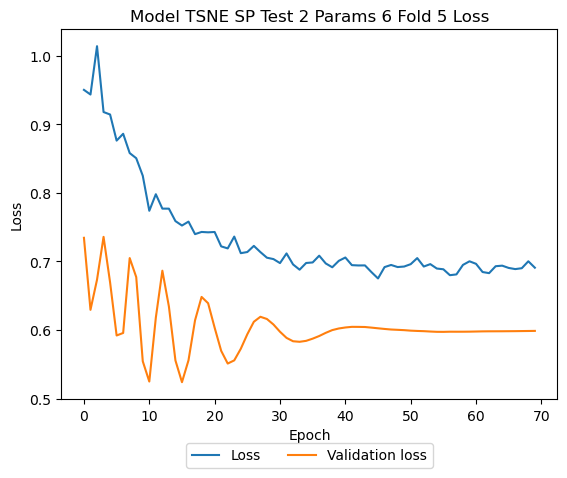 Model TSNE SP Test 2 Params 6 Fold 5 Loss
1.0
0.9
0.8
0.7
0.6
0.5
Loss
0 10 20 30 40 50 60 70
Epoch
Loss Validation loss